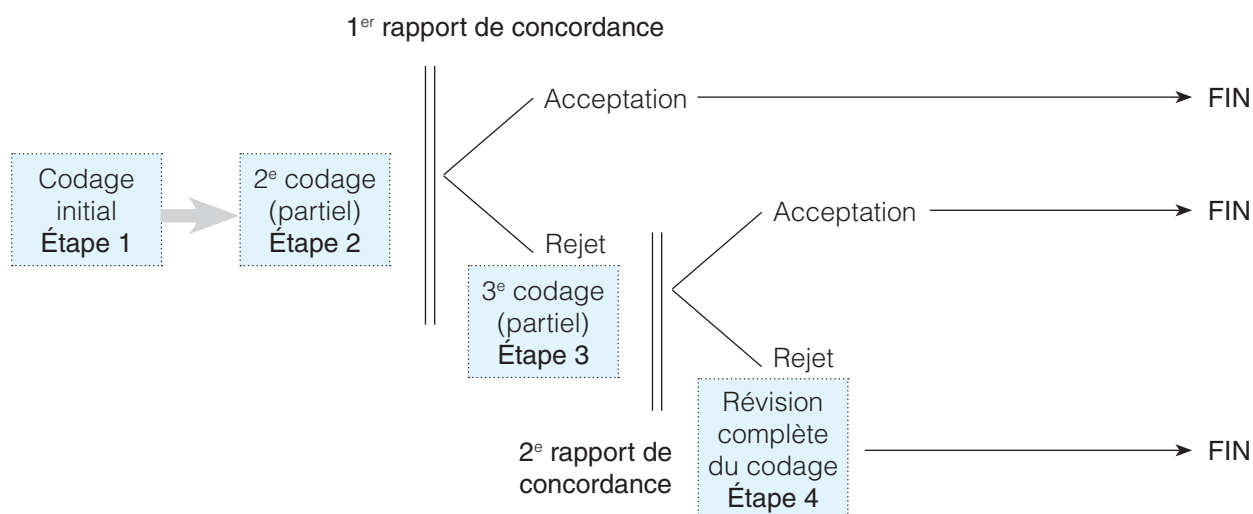 1er rapport de concordance
Acceptation
FIN
Codage
initial
Étape 1
2e codage
(partiel)
Étape 2
Acceptation
FIN
Rejet
3e codage
(partiel)
Étape 3
Rejet
Révision
complète
du codage
Étape 4
FIN
2e rapport de
concordance